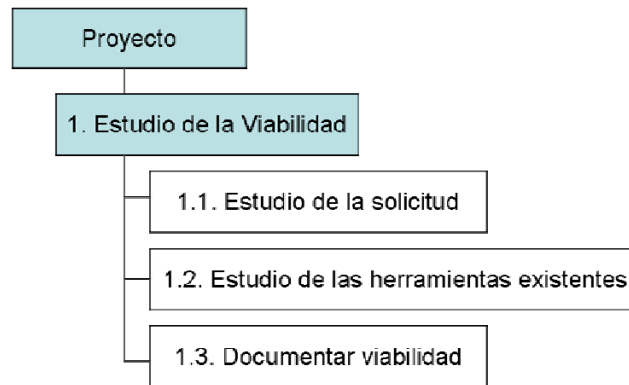 Proyecto
1. Estudio de la Viabilidad
1.1. Estudio de la solicitud
1.2. Estudio de las herramientas existentes
1.3. Documentar viabilidad